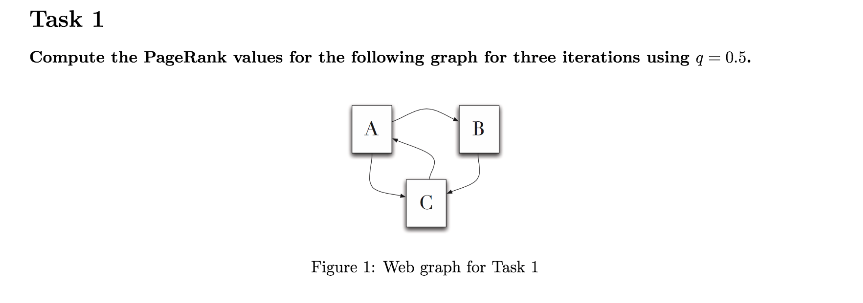 Task 1
Compute the PageRank values for the following graph for three iterations using q = 0.5.
A
B
C
Figure 1: Web graph for Task 1